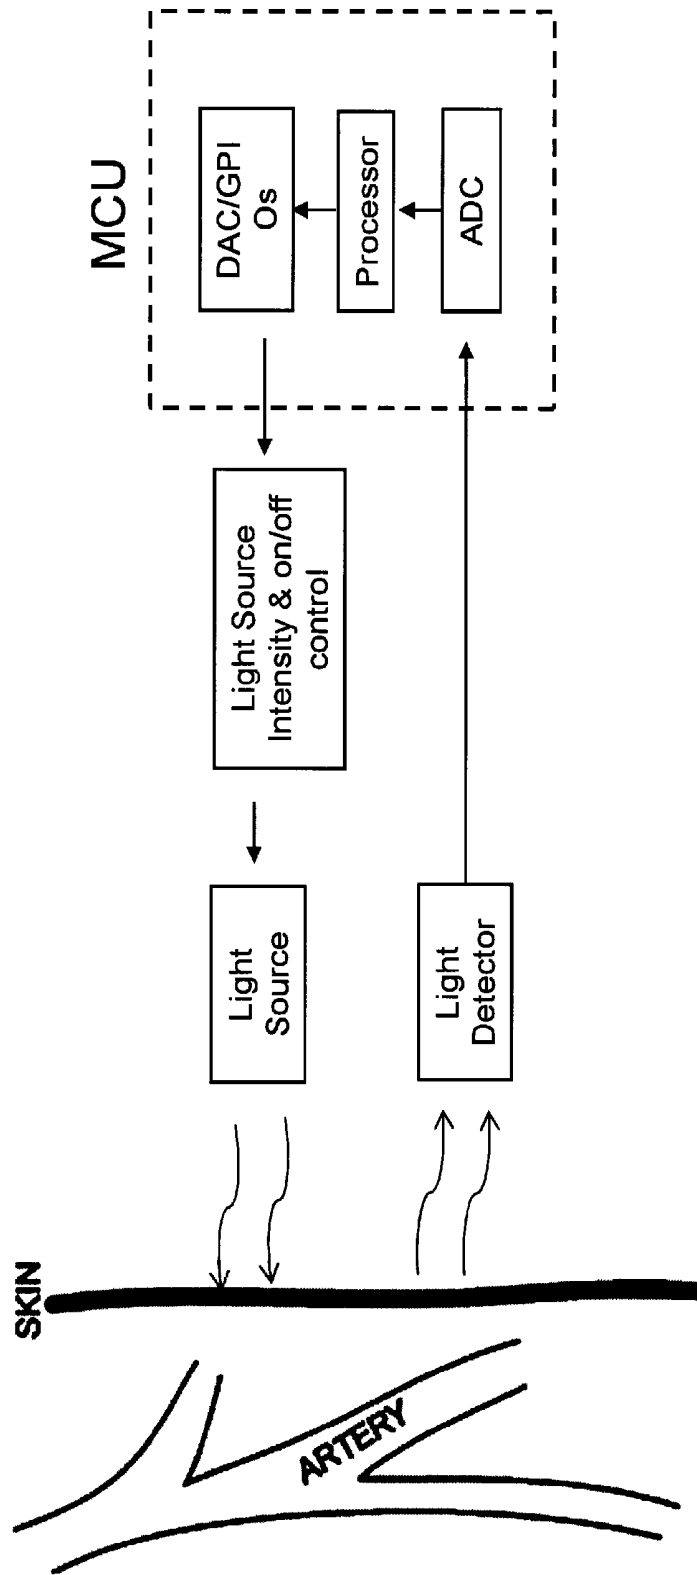 SKIN
ARTERY
Light
Source
Light
Detector
Light Source
Intensity & on/off
control
MCU
DAC/GPI
Os
Processor
ADC